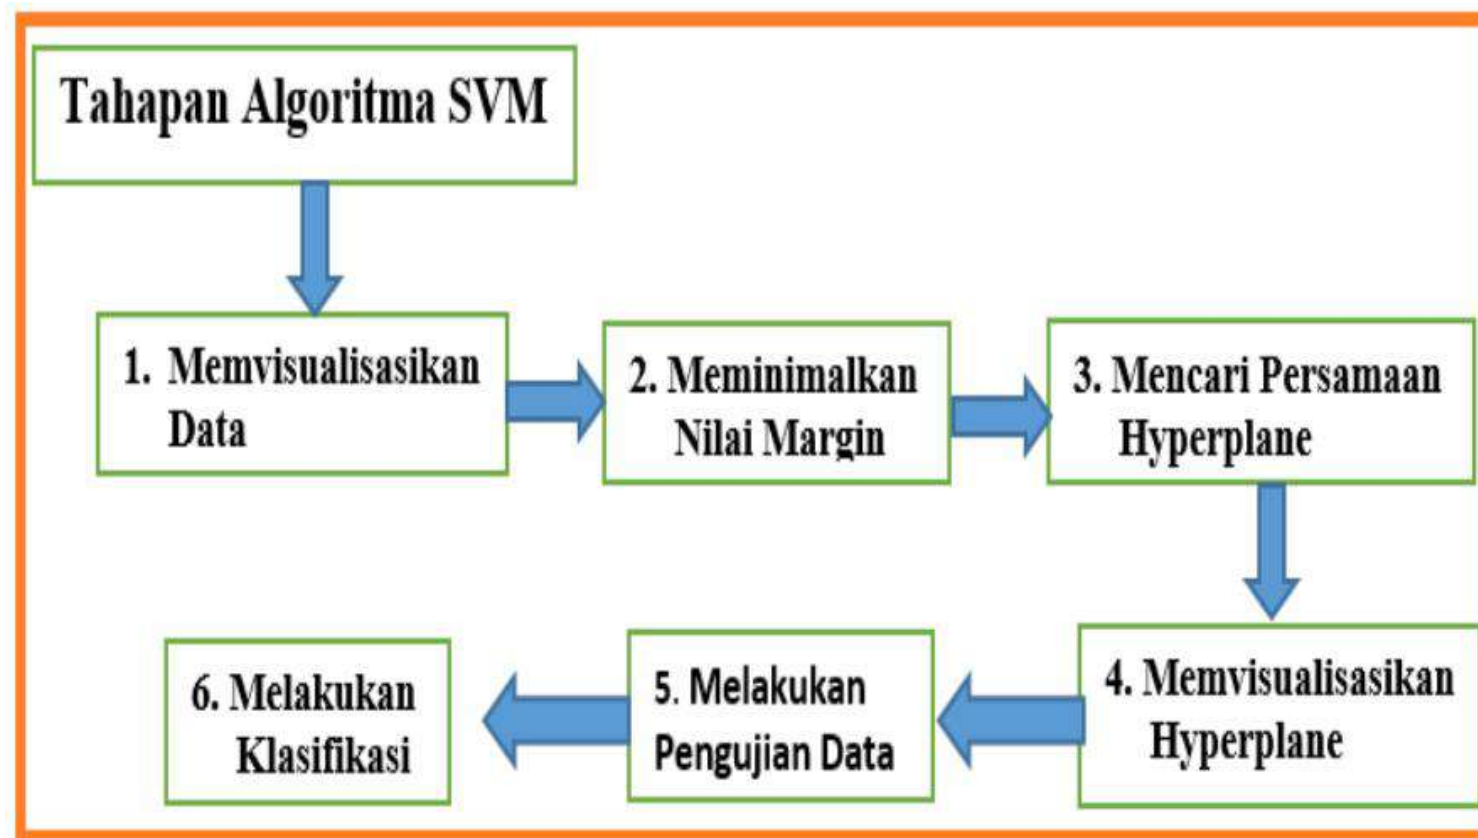 Tahapan Algoritma SVM
1. Memvisualisasikan
Data
2. Meminimalkan
Nilai Margin
3. Mencari Persamaan
Hyperplane
4. Memvisualisasikan
Hyperplane
5. Melakukan
Pengujian Data
6. Melakukan
Klasifikasi